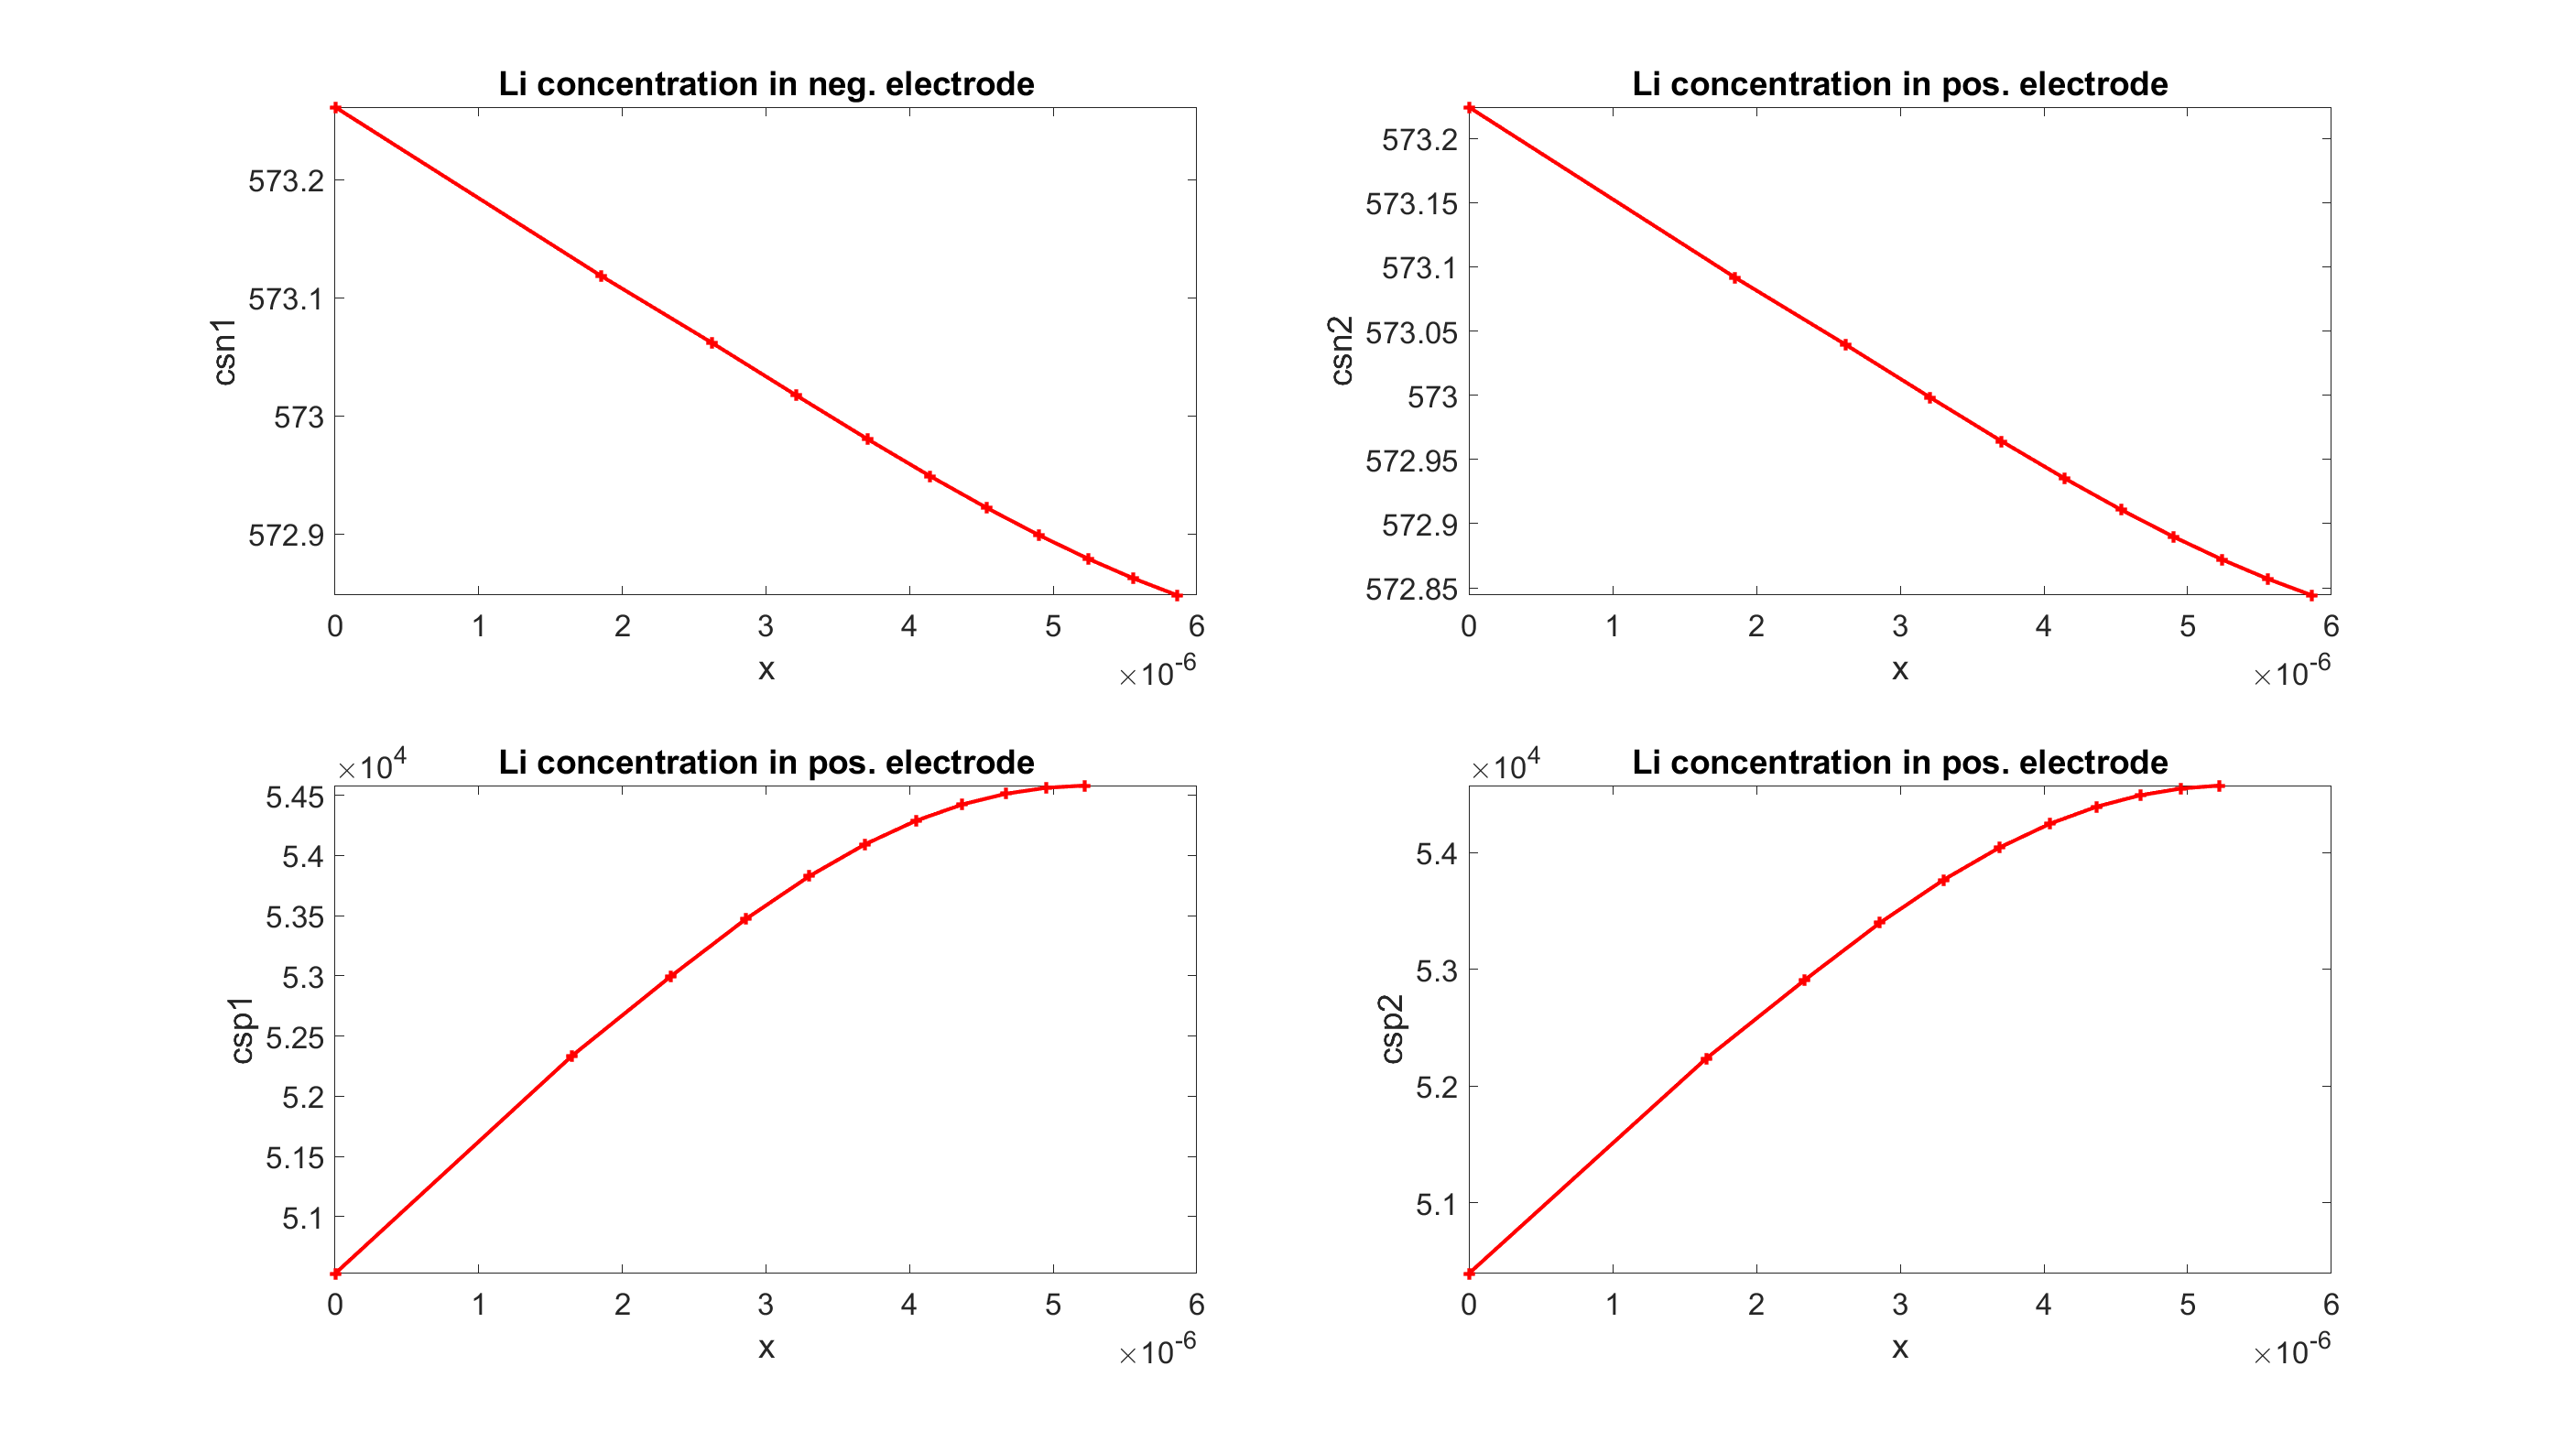 Li concentration in neg. electrode
573.2
573.1
573
572.9
csn1
0 1 2 3 4 5 6
x
×10-6
Li concentration in pos. electrode
573.2
573.15
573.1
573.05
573
572.95
572.9
572.85
csn2
0 1 2 3 4 5 6
x
×10-6
Li concentration in pos. electrode
×104
5.45
5.4
5.35
5.3
5.25
5.2
5.15
5.1
csp1
0 1 2 3 4 5 6
x
×10-6
Li concentration in pos. electrode
×104
5.4
5.3
5.2
5.1
csp2
0 1 2 3 4 5 6
x
×10-6